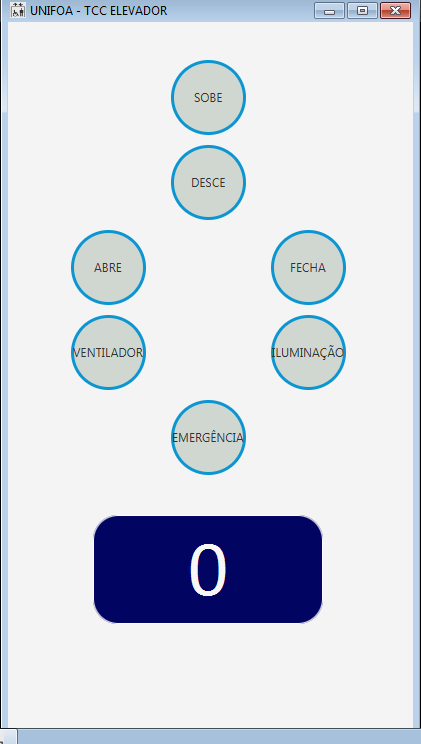 UNIFOA - TCC ELEVADOR
SOBE
DESCE
ABRE
FECHA
VENTILADOR
ILUMINAÇÃO
EMERGÊNCIA
0